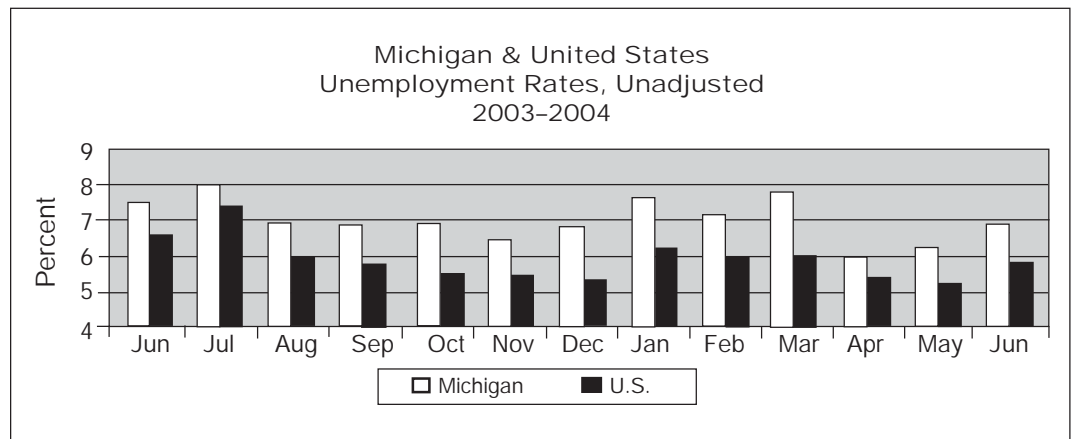 Michigan & United States
Unemployment Rates, Unadjusted
2003–2004
Percent
9
8
7
6
5
4
Jun Jul Aug Sep Oct Nov Dec Jan Feb Mar Apr May Jun
Michigan U.S.